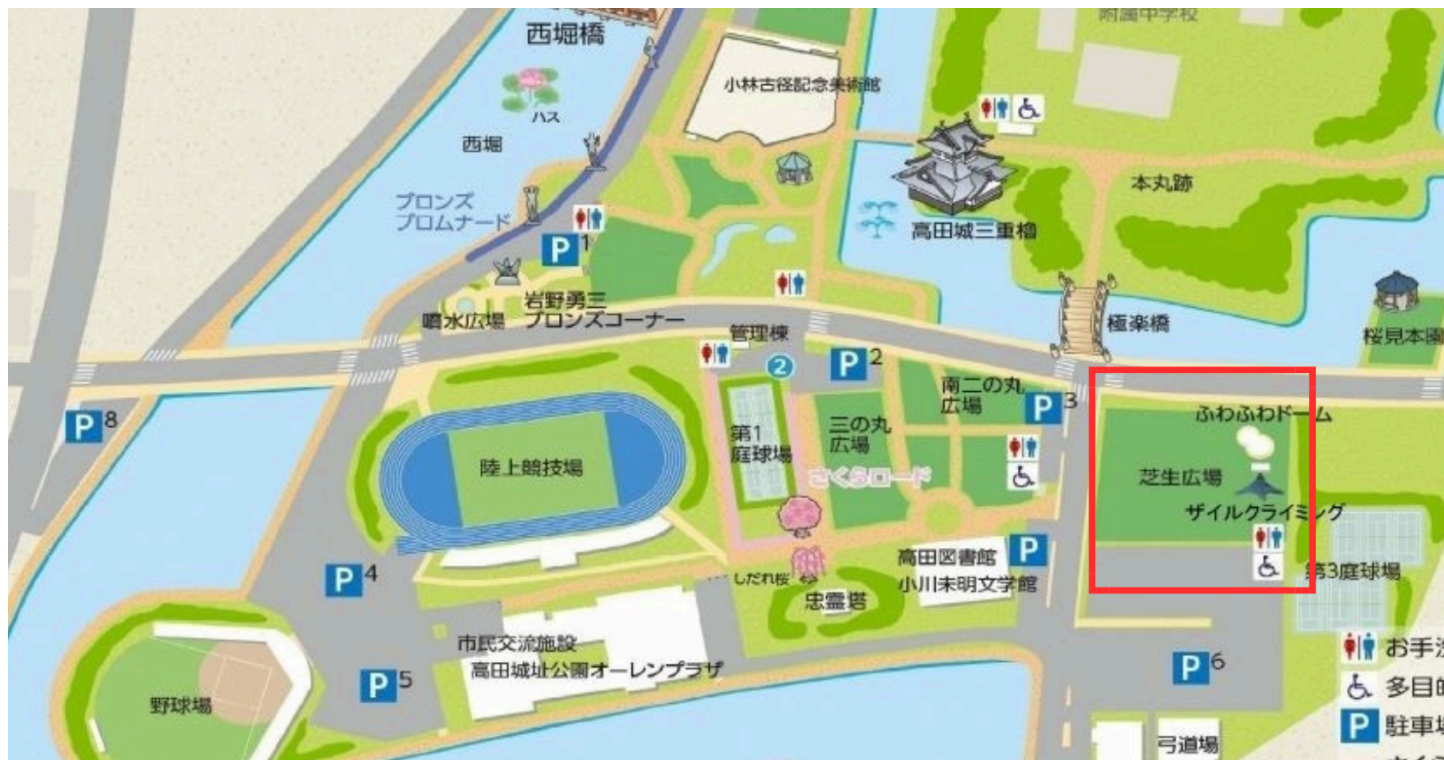 附属中学校
西堀橋
小林古径記念美術館
ハス
西堀
本丸跡
ブロンズ
プロムナード
高田城三重櫓
P1
岩野勇三
ブロンズコーナー
噴水広場
極楽橋
管理棟
桜見本園
2
P2
南二の丸
広場
P3
ふわふわドーム
P8
三の丸
広場
第1
庭球場
陸上競技場
さくらロード
芝生広場
ザイルクライミング
高田図書館
P
小川未明文学館
第3庭球場
P4
しだれ桜
忠霊塔
市民交流施設
高田城址公園オーレンプラザ
お手洗
P6
P5
多目的
野球場
P 駐車場
弓道場